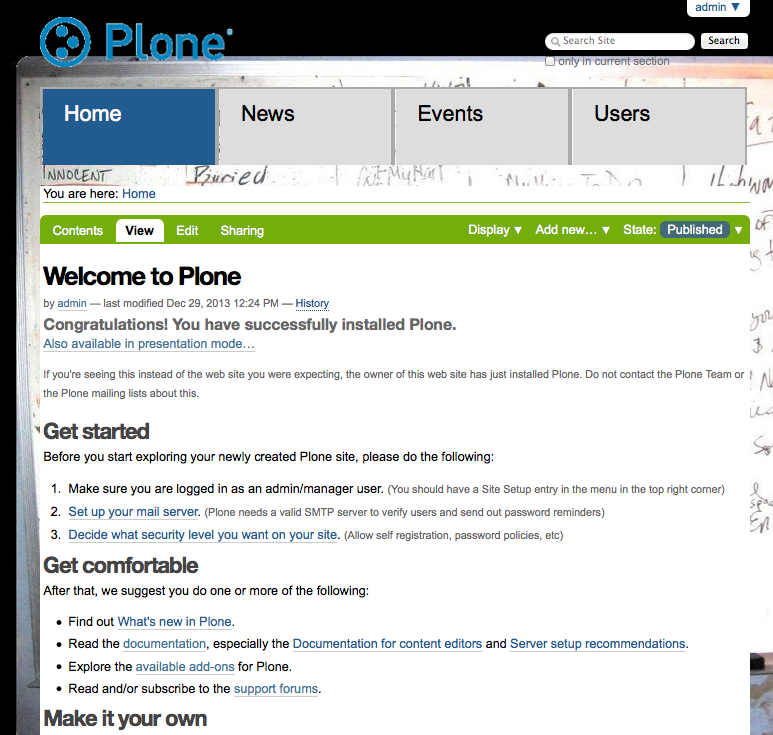 admin ▼
Plone®
Search Site
Search
only in current section
Home
News
Events
Users
INNOCENT
Buried
You are here: Home
Contents
View
Edit
Sharing
Display ▼
Add new… ▼
State: Published ▼
Welcome to Plone
by admin — last modified Dec 29, 2013 12:24 PM — History
Congratulations! You have successfully installed Plone.
Also available in presentation mode…
If you're seeing this instead of the web site you were expecting, the owner of this web site has just installed Plone. Do not contact the Plone Team or
the Plone mailing lists about this.
Get started
Before you start exploring your newly created Plone site, please do the following:
1. Make sure you are logged in as an admin/manager user. (You should have a Site Setup entry in the menu in the top right corner)
2. Set up your mail server. (Plone needs a valid SMTP server to verify users and send out password reminders)
3. Decide what security level you want on your site. (Allow self registration, password policies, etc)
Get comfortable
After that, we suggest you do one or more of the following:
• Find out What's new in Plone.
• Read the documentation, especially the Documentation for content editors and Server setup recommendations.
• Explore the available add-ons for Plone.
• Read and/or subscribe to the support forums.
Make it your own